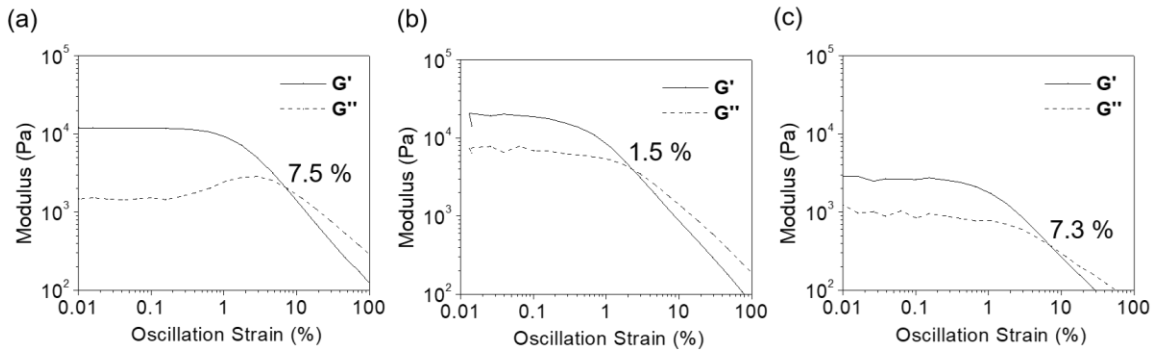 (a)
10^5
10^4
10^3
10^2
Modulus (Pa)
G'
G''
7.5 %
0.01 0.1 1 10 100
Oscillation Strain (%)
(b)
10^5
10^4
10^3
10^2
Modulus (Pa)
G'
G''
1.5 %
0.01 0.1 1 10 100
Oscillation Strain (%)
(c)
10^5
10^4
10^3
10^2
Modulus (Pa)
G'
G''
7.3 %
0.01 0.1 1 10 100
Oscillation Strain (%)